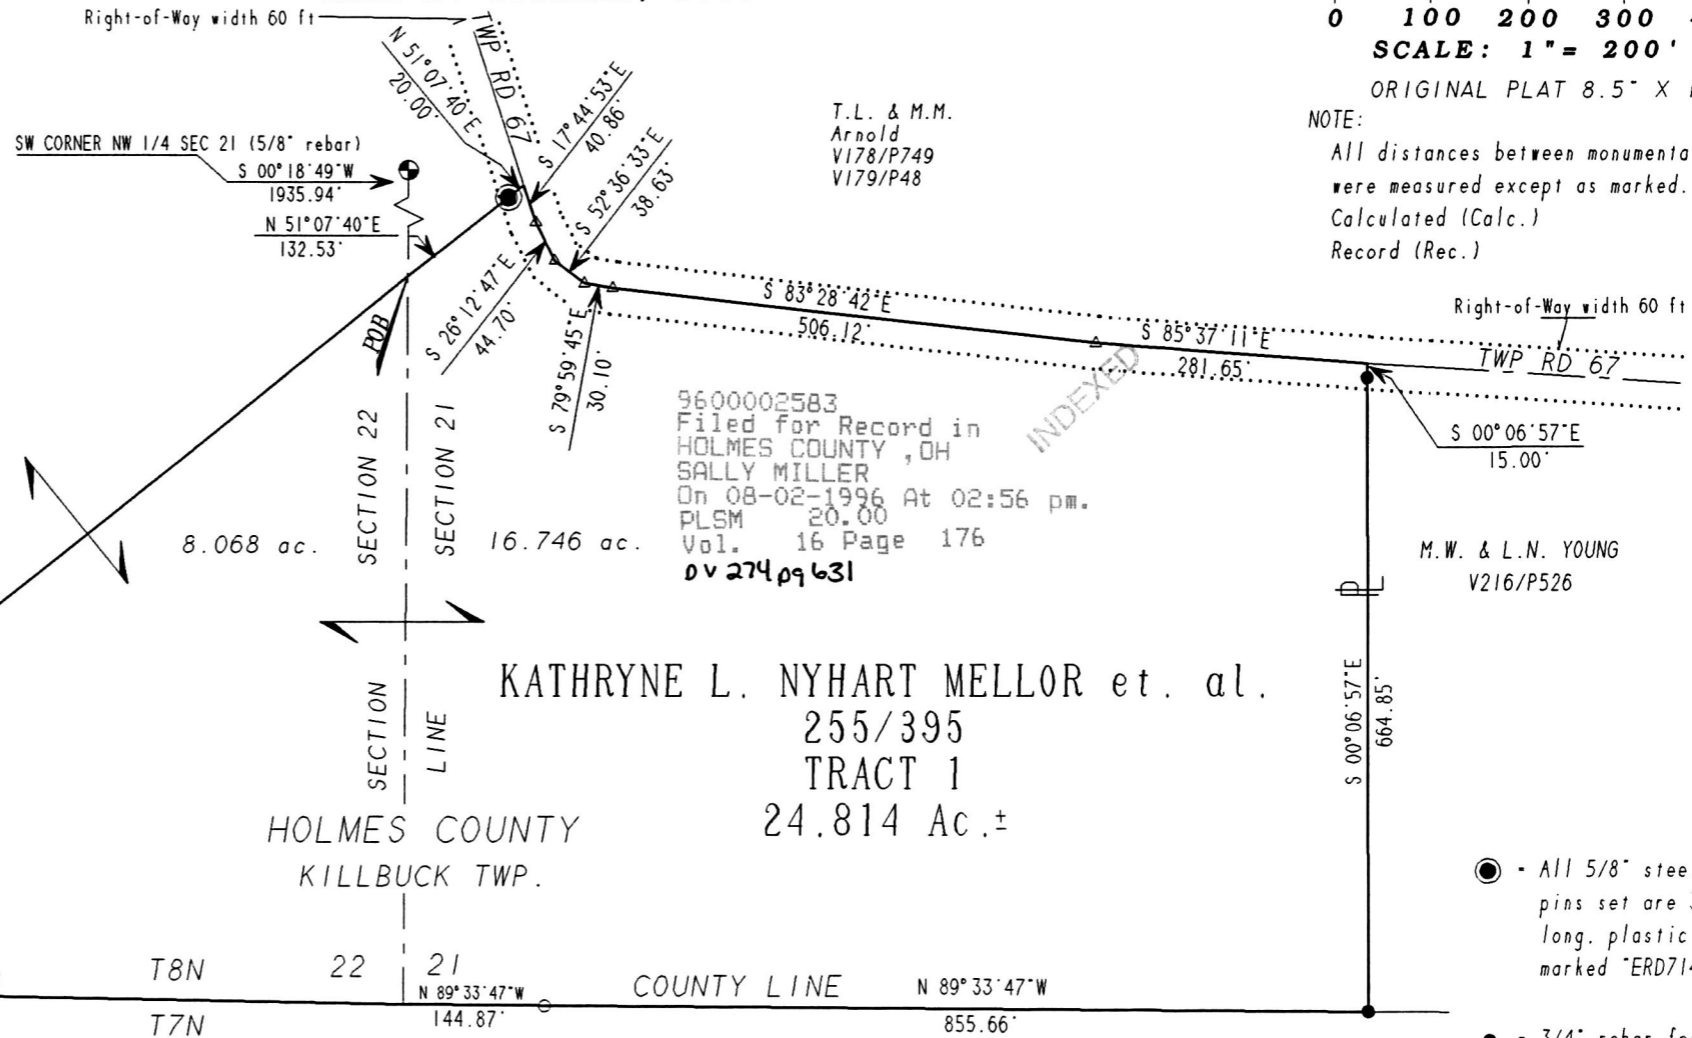 Right-of-Way width 60 ft
TWP RD 67
N 51°07'40"E
20.00'
S 17°44'53"E
40.86'
S 52°36'33"E
38.63'
SW CORNER NW 1/4 SEC 21 (5/8" rebar)
S 00°18'49"W
1935.94'
N 51°07'40"E
132.53'
T.L. & M.M.
Arnold
V178/P749
V179/P48
0 100 200 300
SCALE: 1"= 200'
ORIGINAL PLAT 8.5" X
NOTE:
All distances between monumenta
were measured except as marked.
Calculated (Calc.)
Record (Rec.)
POB
S 26°12'47"E
44.70'
S 79°59'45"E
30.10'
S 83°28'42"E
506.12'
S 85°37'11"E
281.65'
Right-of-Way width 60 ft
TWP RD 67
S 00°06'57"E
15.00'
INDEXED
9600002583
Filed for Record in
HOLMES COUNTY ,OH
SALLY MILLER
On 08-02-1996 At 02:56 pm.
PLSM 20.00
Vol. 16 Page 176
DV 274 pg 631
8.068 ac.
SECTION 22
SECTION 21
16.746 ac.
M.W. & L.N. YOUNG
V216/P526
D
L
S 00°06'57"E
664.85'
KATHRYNE L. NYHART MELLOR et. al.
255/395
TRACT 1
24.814 Ac.±
SECTION
LINE
HOLMES COUNTY
KILLBUCK TWP.
- All 5/8" stee
pins set are
long. plastic
marked "ERD714
T8N 22 21
N 89°33'47"W
144.87'
COUNTY LINE
N 89°33'47"W
855.66'
T7N